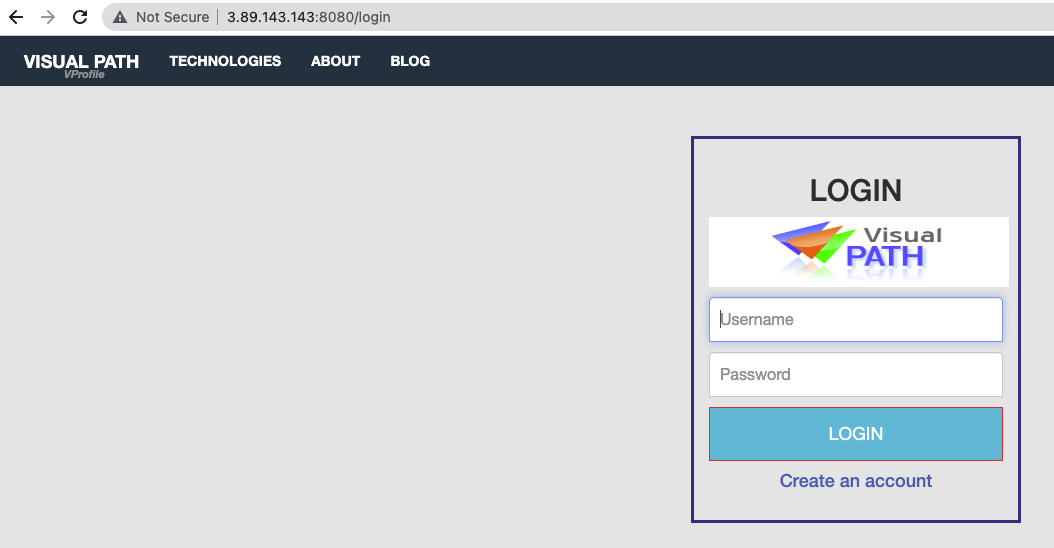 Not Secure 3.89.143.143:8080/login
VISUAL PATH TECHNOLOGIES ABOUT BLOG
VProfile
LOGIN
Visual
PATH
Username
Password
LOGIN
Create an account